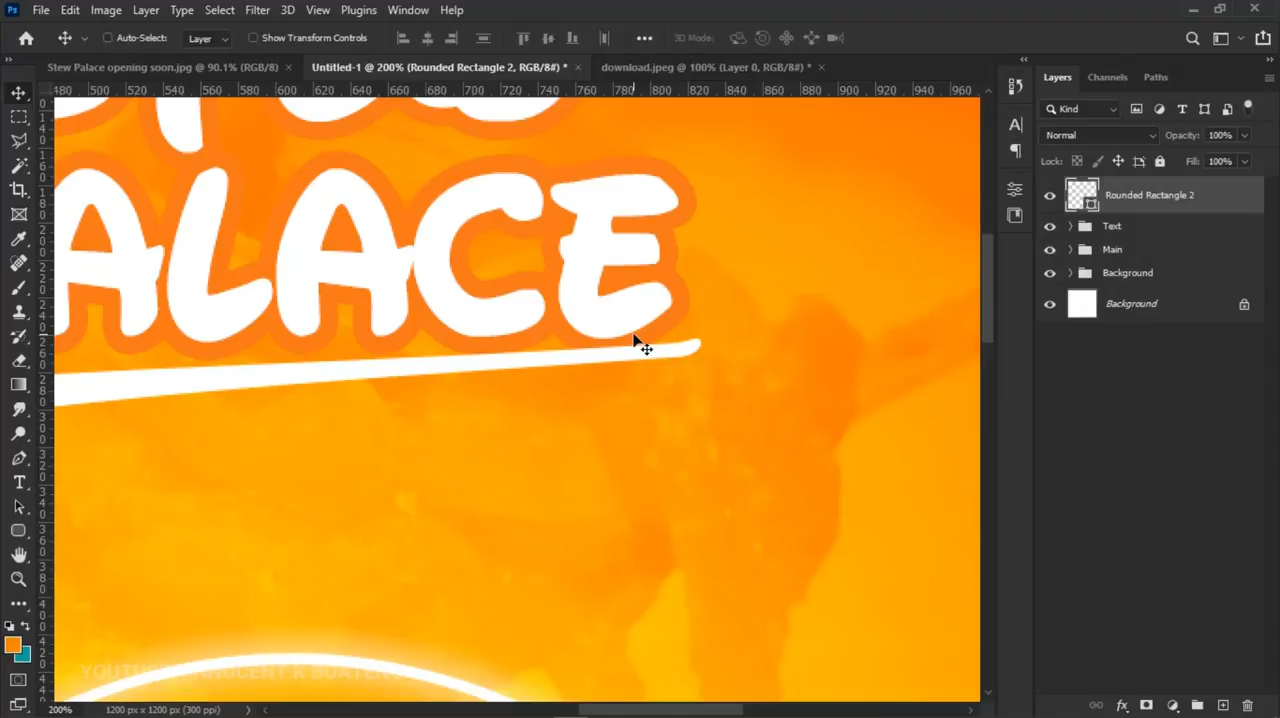 Ps File Edit Image Layer Type Select Filter 3D View Plugins Window Help
Auto-Select: Layer Show Transform Controls 3D Mode:
Stew Palace opening soon.jpg @ 90.1% (RGB/8) × Untitled-1 @ 200% (Rounded Rectangle 2, RGB/8#) * × download.jpeg @ 100% (Layer 0, RGB/8#) * ×
480 500 520 540 560 580 600 620 640 660 680 700 720 740 760 780 800 820 840 860 880 900 920 940 960
ALACE
YOUTUBE
200% 1200 px x 1200 px (300 ppi)
Layers Channels Paths
Kind
Normal Opacity: 100%
Lock: Fill: 100%
Rounded Rectangle 2
Text
Main
Background
Background